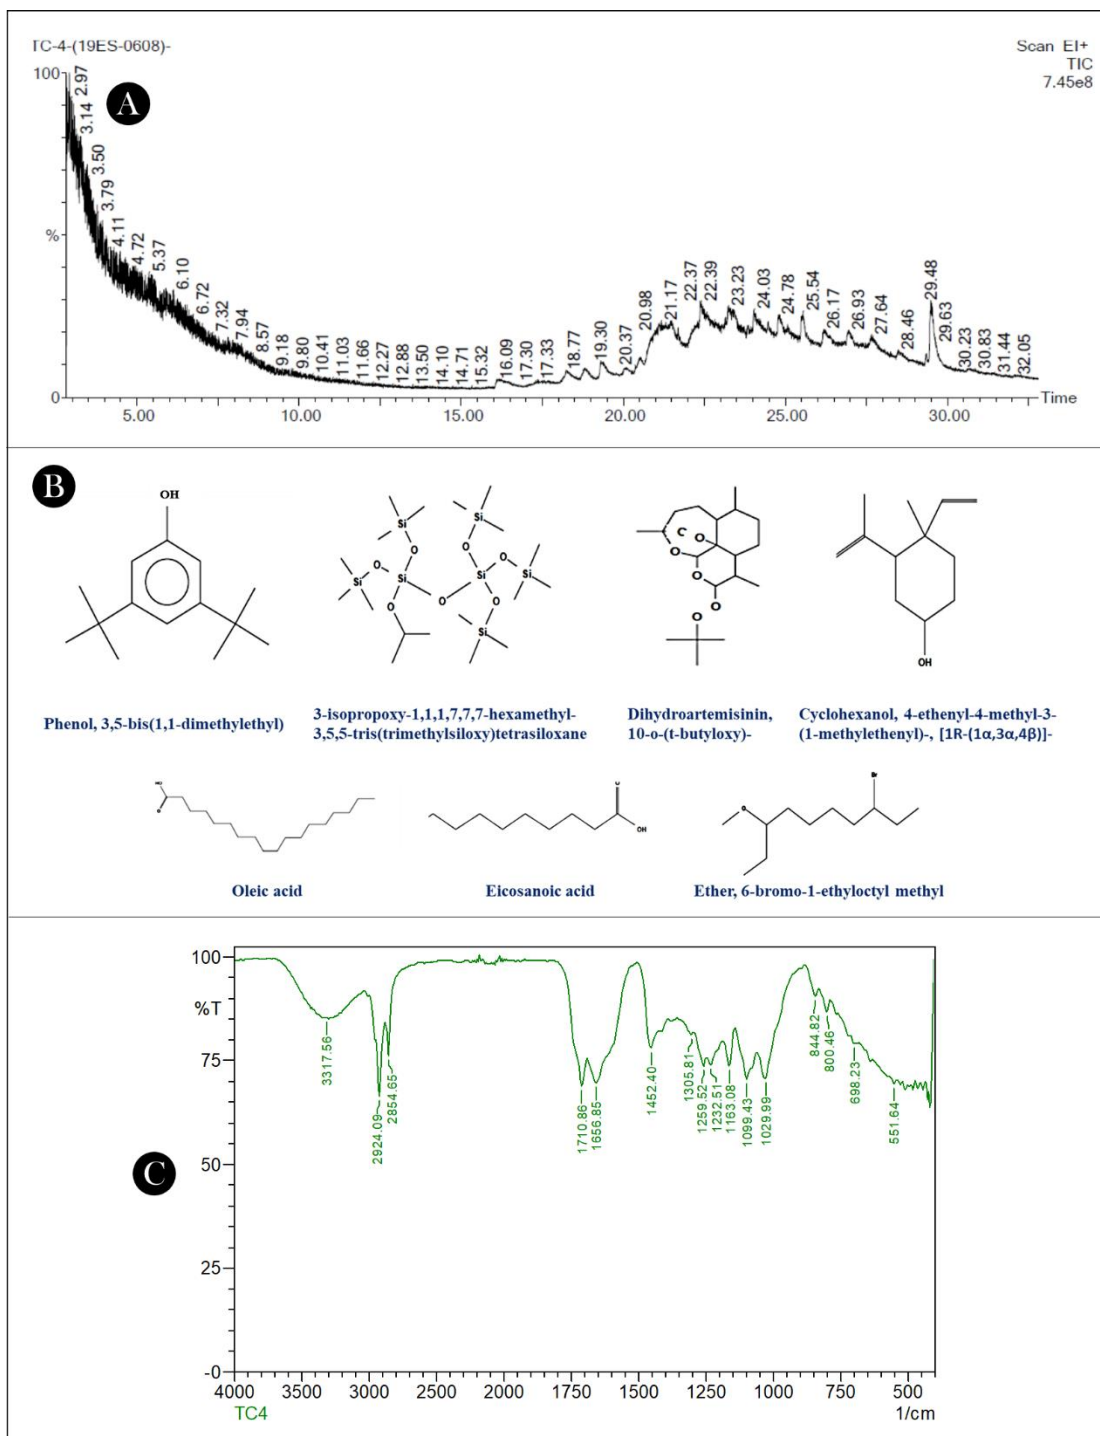 TC-4-(19ES-0608)-
Scan EI+
TIC
7.45e8
A
100
%
0
2.97
3.14
3.50
3.79
4.11
4.72
5.37
6.10
6.72
7.32
7.94
8.57
9.18
9.80
10.41
11.03
11.66
12.27
12.88
13.50
14.10
14.71
15.32
16.09
17.30
17.33
18.77
19.30
20.37
20.98
21.17
22.37
22.39
23.23
24.03
24.78
25.54
26.17
26.93
27.64
28.46
29.48
29.63
30.23
30.83
31.44
32.05
Time
5.00
10.00
15.00
20.00
25.00
30.00
B
OH
Si
Si
O
O
Si
O
Si
Si
O
Si
O
O
O
Si
Si
C
O
O
O
O
O
OH
Phenol, 3,5-bis(1,1-dimethylethyl)
3-isopropoxy-1,1,1,7,7,7-hexamethyl-
3,5,5-tris(trimethylsiloxy)tetrasiloxane
Dihydroartemisinin,
10-o-(t-butyloxy)-
Cyclohexanol, 4-ethenyl-4-methyl-3-
(1-methylethenyl)-, [1R-(1α,3α,4β)]-
HO
O
O
OH
O
Br
Oleic acid
Eicosanoic acid
Ether, 6-bromo-1-ethyloctyl methyl
C
100
%T
75
50
25
-0
3317.56
2924.09
2854.65
1710.86
1656.85
1452.40
1305.81
1259.52
1232.51
1163.08
1099.43
1029.99
844.82
800.46
698.23
551.64
4000
3500
3000
2500
2000
1750
1500
1250
1000
750
500
TC4
1/cm